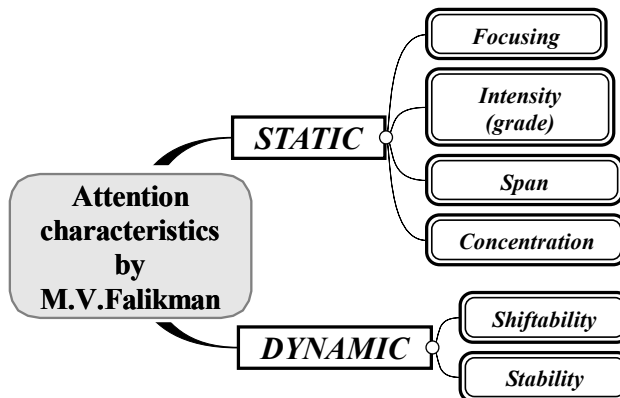 Attention
characteristics
by
M.V.Falikman
STATIC
Focusing
Intensity
(grade)
Span
Concentration
DYNAMIC
Shiftability
Stability